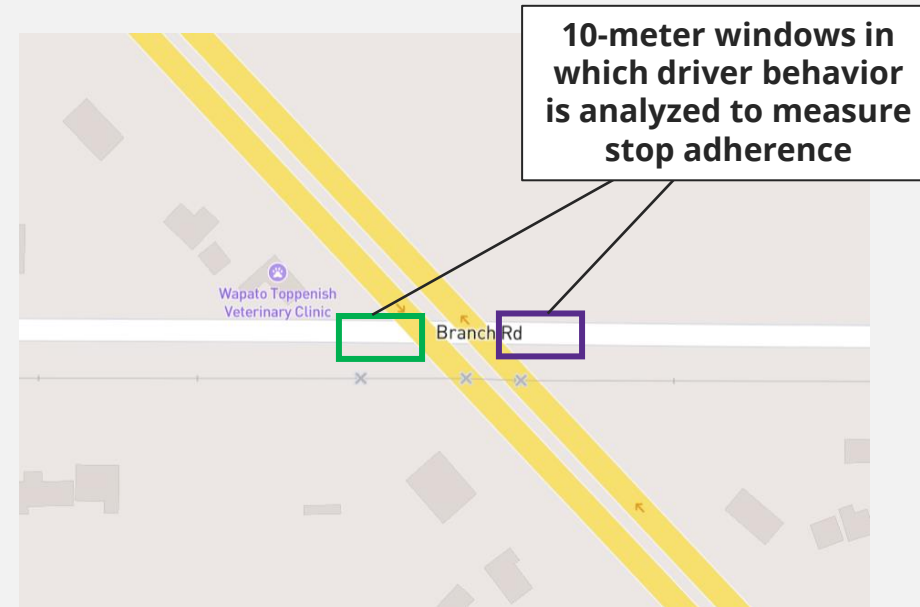 10-meter windows in
which driver behavior
is analyzed to measure
stop adherence
Wapato Toppenish
Veterinary Clinic
Branch Rd